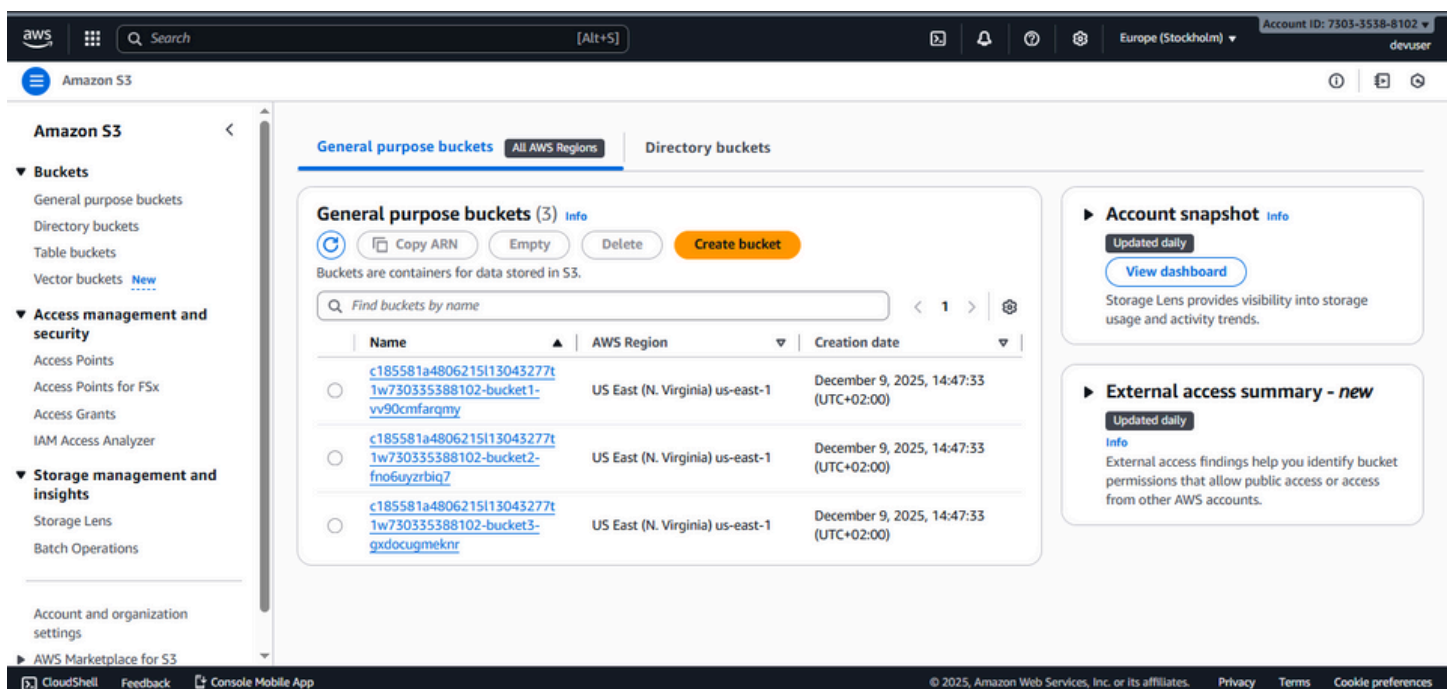 aws
Search [Alt+S]
Europe (Stockholm)
Account ID: 7303-3538-8102
devuser
Amazon S3
Amazon S3
Buckets
General purpose buckets
Directory buckets
Table buckets
Vector buckets New
Access management and
security
Access Points
Access Points for FSx
Access Grants
IAM Access Analyzer
Storage management and
insights
Storage Lens
Batch Operations
Account and organization
settings
AWS Marketplace for S3
General purpose buckets All AWS Regions
Directory buckets
General purpose buckets (3) Info
Copy ARN Empty Delete Create bucket
Buckets are containers for data stored in S3.
Find buckets by name
1
Name AWS Region Creation date
c185581a4806215l13043277t
1w730335388102-bucket1-
vv90cmfarqmy
US East (N. Virginia) us-east-1
December 9, 2025, 14:47:33
(UTC+02:00)
c185581a4806215l13043277t
1w730335388102-bucket2-
fno6uyzrbiq7
US East (N. Virginia) us-east-1
December 9, 2025, 14:47:33
(UTC+02:00)
c185581a4806215l13043277t
1w730335388102-bucket3-
gxdocugmeknr
US East (N. Virginia) us-east-1
December 9, 2025, 14:47:33
(UTC+02:00)
Account snapshot Info
Updated daily
View dashboard
Storage Lens provides visibility into storage
usage and activity trends.
External access summary - new
Updated daily
Info
External access findings help you identify bucket
permissions that allow public access or access
from other AWS accounts.
CloudShell Feedback Console Mobile App
© 2025, Amazon Web Services, Inc. or its affiliates. Privacy Terms Cookie preferences